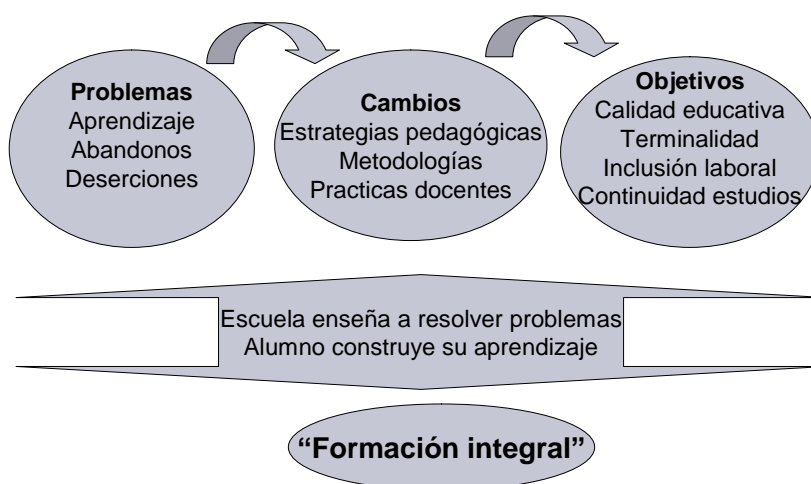 Problemas
Aprendizaje
Abandonos
Deserciones
Cambios
Estrategias pedagógicas
Metodologías
Practicas docentes
Objetivos
Calidad educativa
Terminalidad
Inclusión laboral
Continuidad estudios
Escuela enseña a resolver problemas
Alumno construye su aprendizaje
“Formación integral”